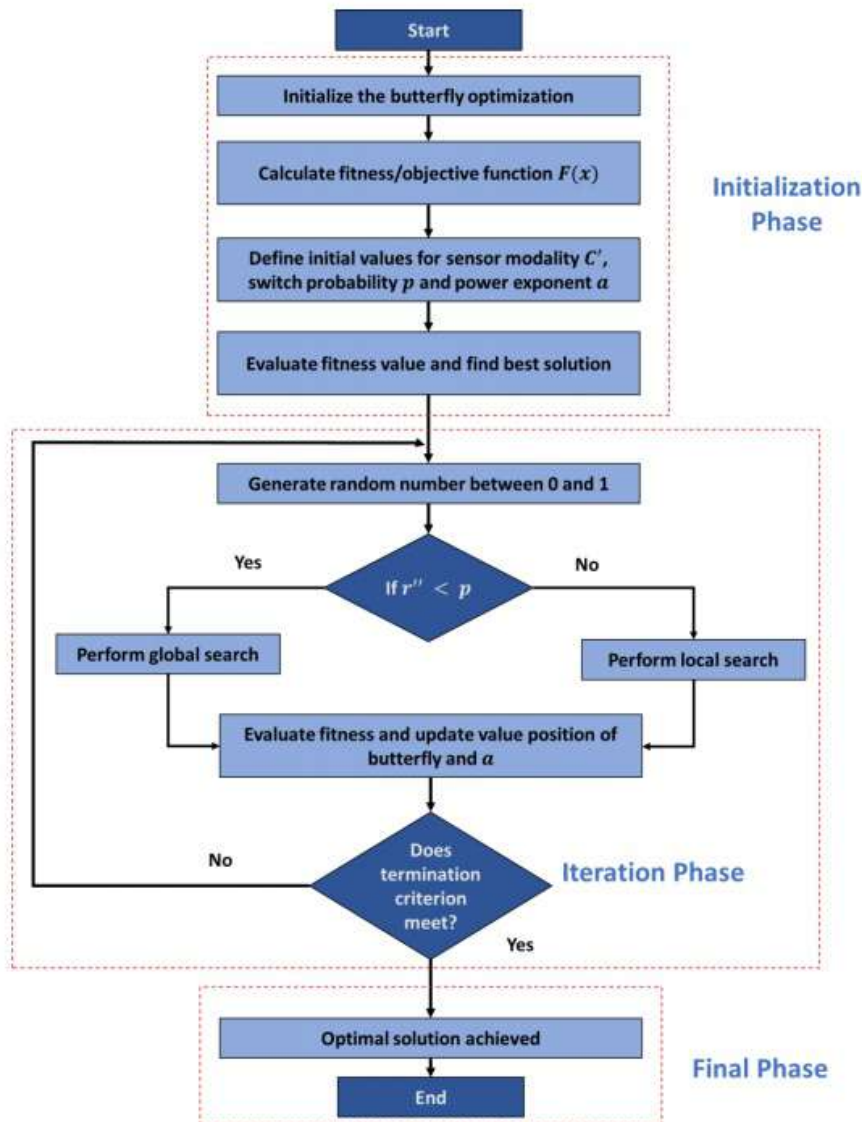 Start
Initialize the butterfly optimization
Calculate fitness/objective function F(x)
Define initial values for sensor modality C′,
switch probability p and power exponent a
Evaluate fitness value and find best solution
Initialization
Phase
Generate random number between 0 and 1
Yes
If r′′ < p
No
Perform global search
Perform local search
Evaluate fitness and update value position of
butterfly and a
No
Does
termination
criterion
meet?
Iteration Phase
Yes
Optimal solution achieved
End
Final Phase